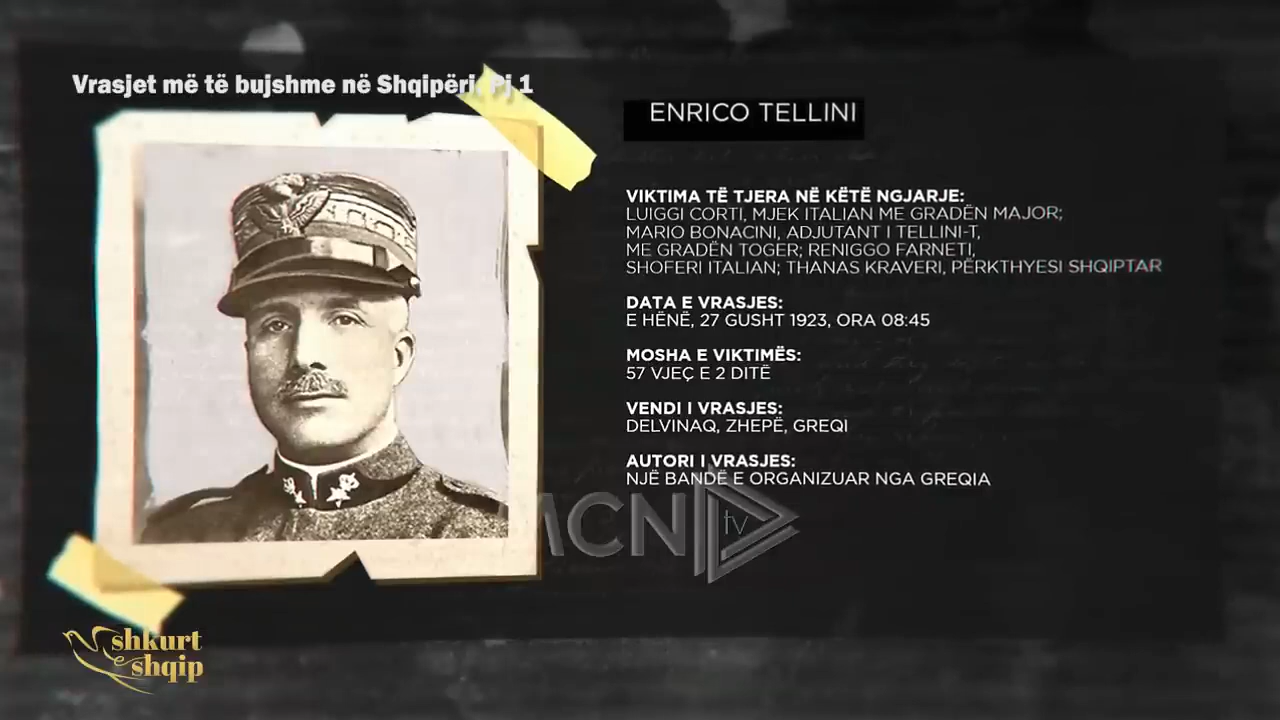 Vrasjet më të bujshme në Shqipëri, Pj 1
ENRICO TELLINI
VIKTIMA TË TJERA NË KËTË NGJARJE:
LUIGGI CORTI, MJEK ITALIAN ME GRADËN MAJOR;
MARIO BONACINI, ADJUTANT I TELLINI-T,
ME GRADËN TOGER; RENIGGO FARNETI,
SHOFERI ITALIAN; THANAS KRAVERI, PËRKTHYESI SHQIPTAR
DATA E VRASJES:
E HËNË, 27 GUSHT 1923, ORA 08:45
MOSHA E VIKTIMËS:
57 VJEÇ E 2 DITË
VENDI I VRASJES:
DELVINAQ, ZHEPË, GREQI
AUTORI I VRASJES:
NJË BANDË E ORGANIZUAR NGA GREQIA
MCN tv
shkurt
e shqip